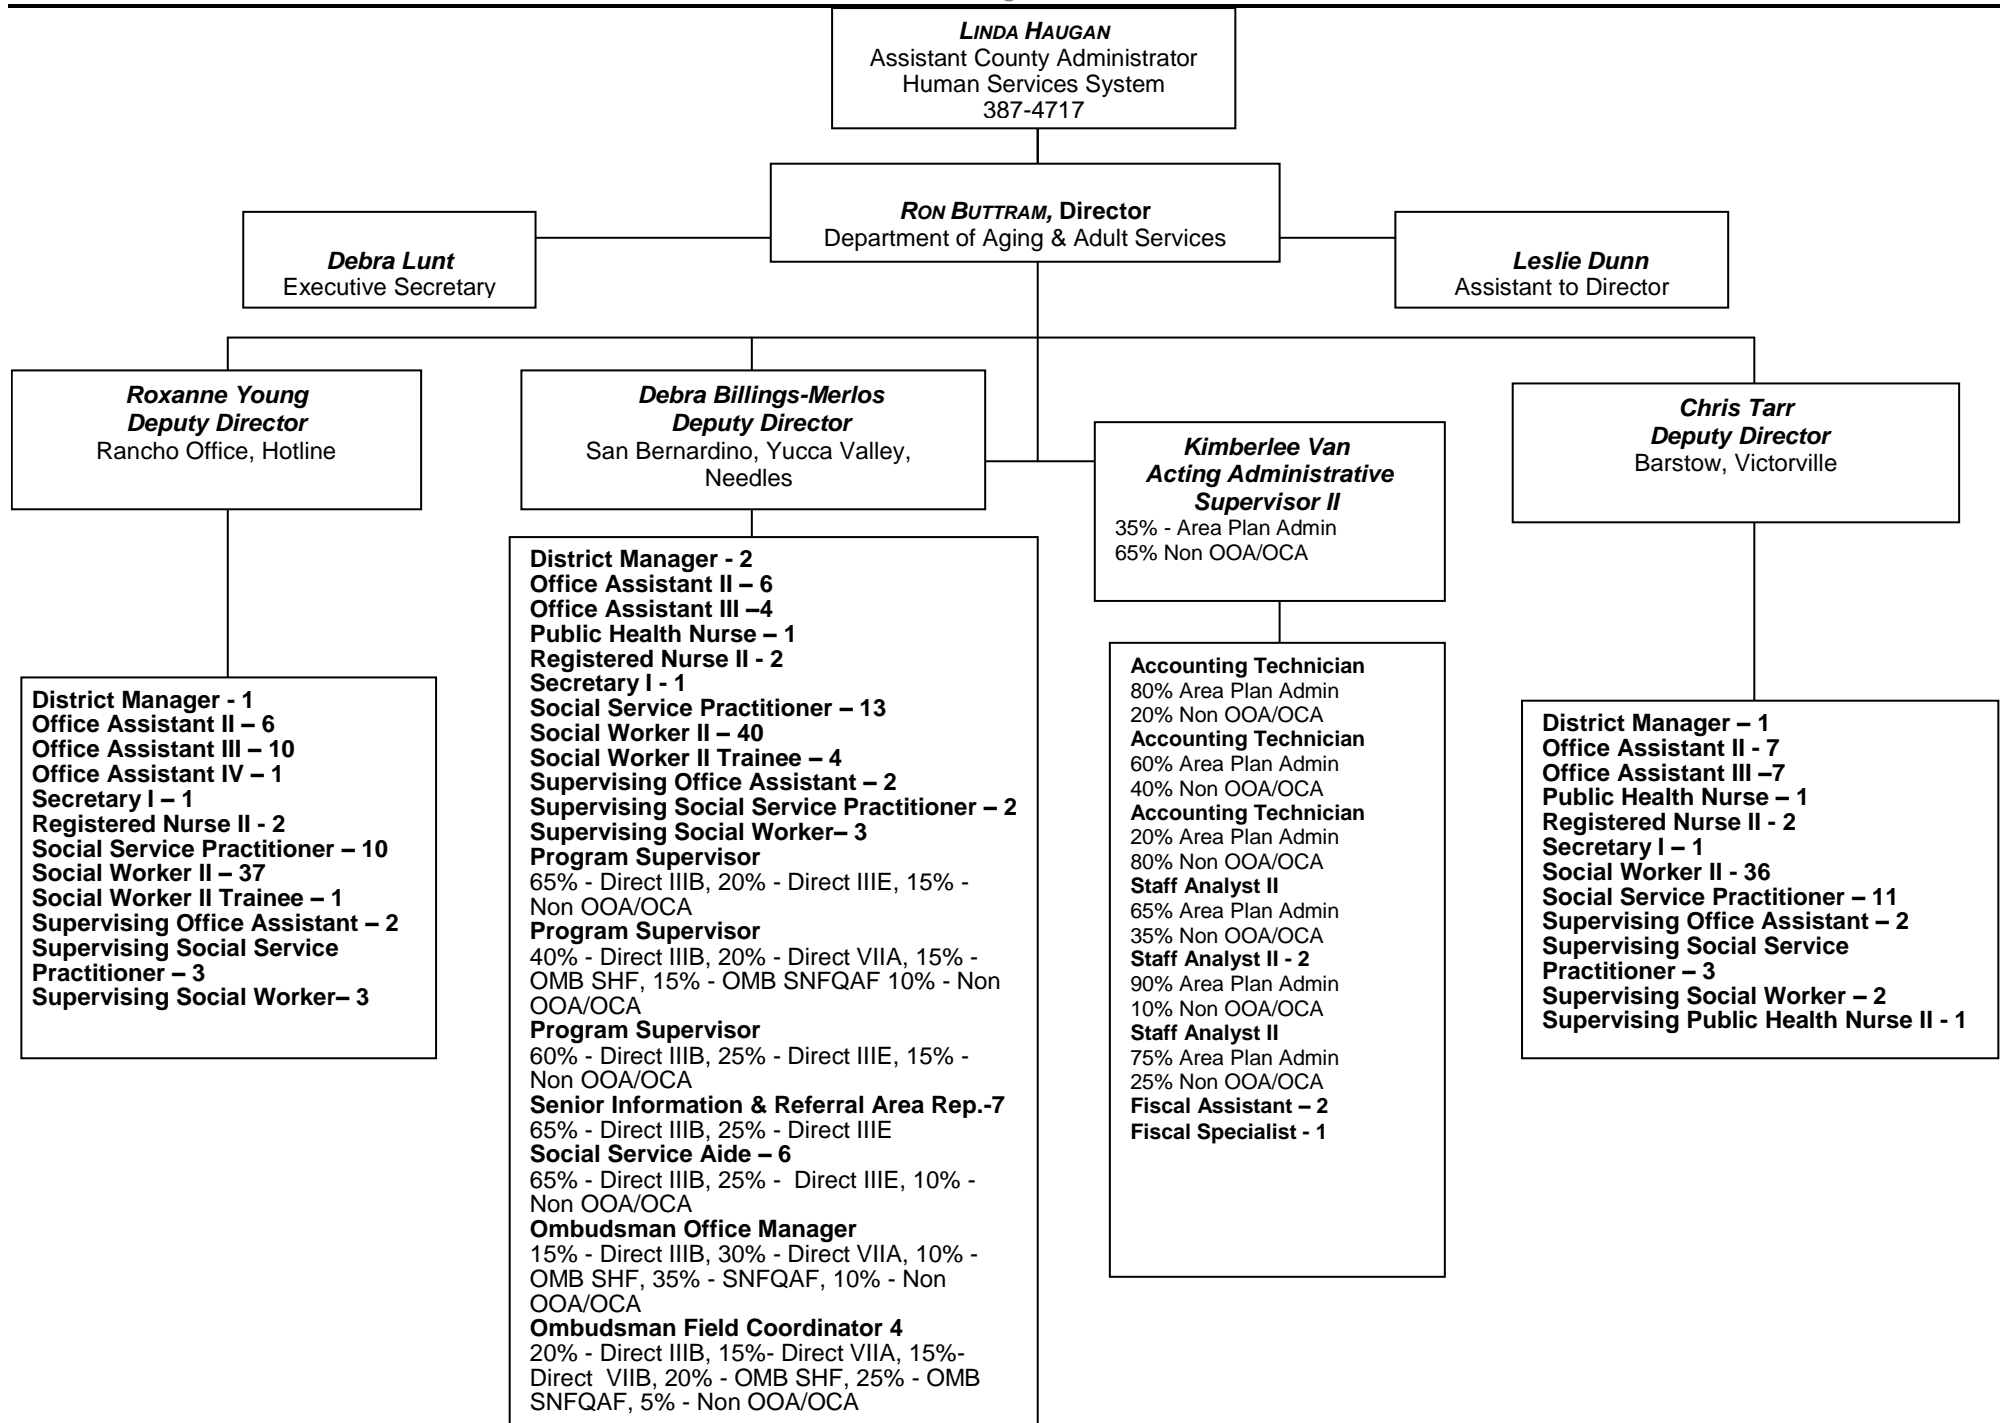 LINDA HAUGAN
Assistant County Administrator
Human Services System
387-4717
RON BUTTRAM, Director
Department of Aging & Adult Services
Debra Lunt
Executive Secretary
Leslie Dunn
Assistant to Director
Roxanne Young
Deputy Director
Rancho Office, Hotline
Debra Billings-Merlos
Deputy Director
San Bernardino, Yucca Valley,
Needles
Kimberlee Van
Acting Administrative
Supervisor II
35% - Area Plan Admin
65% Non OOA/OCA
Chris Tarr
Deputy Director
Barstow, Victorville
District Manager - 1
Office Assistant II – 6
Office Assistant III – 10
Office Assistant IV – 1
Secretary I – 1
Registered Nurse II - 2
Social Service Practitioner – 10
Social Worker II – 37
Social Worker II Trainee – 1
Supervising Office Assistant – 2
Supervising Social Service
Practitioner – 3
Supervising Social Worker– 3
District Manager - 2
Office Assistant II – 6
Office Assistant III –4
Public Health Nurse – 1
Registered Nurse II - 2
Secretary I - 1
Social Service Practitioner – 13
Social Worker II – 40
Social Worker II Trainee – 4
Supervising Office Assistant – 2
Supervising Social Service Practitioner – 2
Supervising Social Worker– 3
Program Supervisor
65% - Direct IIIB, 20% - Direct IIIE, 15% -
Non OOA/OCA
Program Supervisor
40% - Direct IIIB, 20% - Direct VIIA, 15% -
OMB SHF, 15% - OMB SNFQAF 10% - Non
OOA/OCA
Program Supervisor
60% - Direct IIIB, 25% - Direct IIIE, 15% -
Non OOA/OCA
Senior Information & Referral Area Rep.-7
65% - Direct IIIB, 25% - Direct IIIE
Social Service Aide – 6
65% - Direct IIIB, 25% -  Direct IIIE, 10% -
Non OOA/OCA
Ombudsman Office Manager
15% - Direct IIIB, 30% - Direct VIIA, 10% -
OMB SHF, 35% - SNFQAF, 10% - Non
OOA/OCA
Ombudsman Field Coordinator 4
20% - Direct IIIB, 15%- Direct VIIA, 15%-
Direct  VIIB, 20% - OMB SHF, 25% - OMB
SNFQAF, 5% - Non OOA/OCA
Accounting Technician
80% Area Plan Admin
20% Non OOA/OCA
Accounting Technician
60% Area Plan Admin
40% Non OOA/OCA
Accounting Technician
20% Area Plan Admin
80% Non OOA/OCA
Staff Analyst II
65% Area Plan Admin
35% Non OOA/OCA
Staff Analyst II - 2
90% Area Plan Admin
10% Non OOA/OCA
Staff Analyst II
75% Area Plan Admin
25% Non OOA/OCA
Fiscal Assistant – 2
Fiscal Specialist - 1
District Manager – 1
Office Assistant II - 7
Office Assistant III –7
Public Health Nurse – 1
Registered Nurse II - 2
Secretary I – 1
Social Worker II - 36
Social Service Practitioner – 11
Supervising Office Assistant – 2
Supervising Social Service
Practitioner – 3
Supervising Social Worker – 2
Supervising Public Health Nurse II - 1